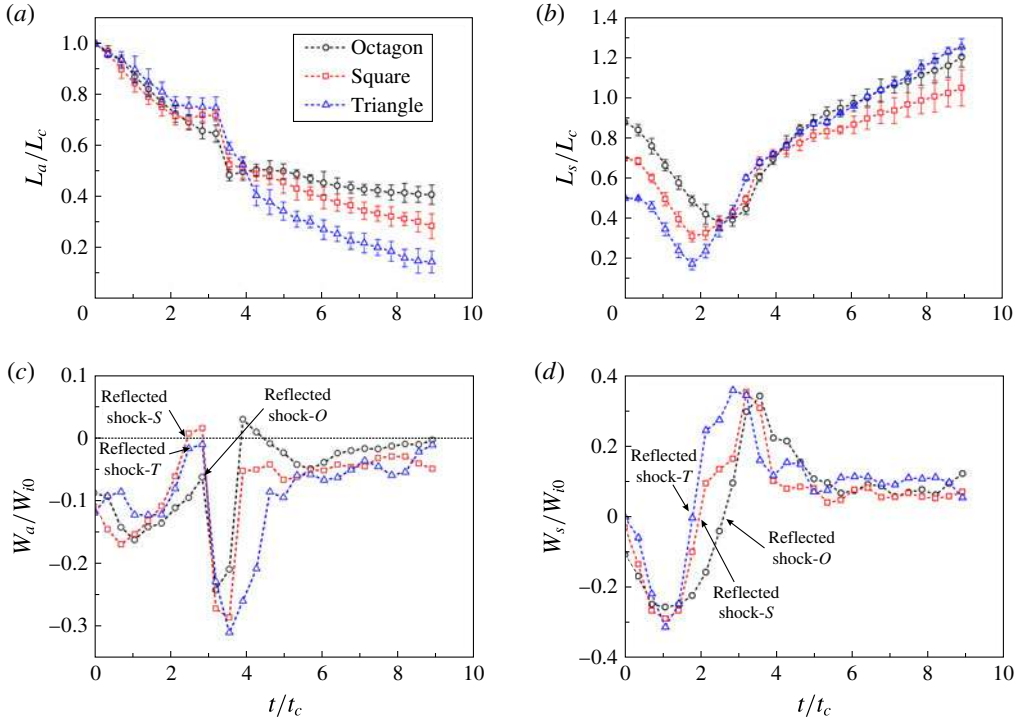 (a)
1.0
0.8
0.6
0.4
0.2
0
2
4
6
8
10
L_a/L_c
Octagon
Square
Triangle
(b)
1.2
1.0
0.8
0.6
0.4
0.2
0
2
4
6
8
10
L_s/L_c
(c)
0.1
0
−0.1
−0.2
−0.3
0
2
4
6
8
10
W_a/W_{i0}
t/t_c
Reflected
shock-S
Reflected
shock-T
Reflected
shock-O
(d)
0.4
0.2
0
−0.2
−0.4
0
2
4
6
8
10
W_s/W_{i0}
t/t_c
Reflected
shock-T
Reflected
shock-O
Reflected
shock-S